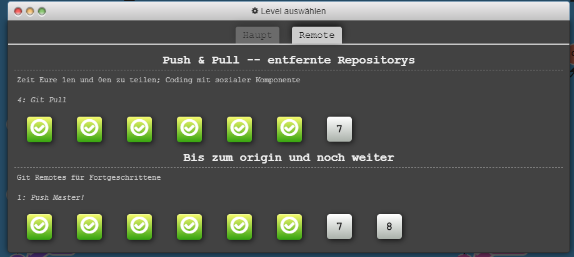 Level auswählen
Haupt Remote
Push & Pull -- entfernte Repositorys
Zeit Eure 1en und 0en zu teilen; Coding mit sozialer Komponente
4: Git Pull
7
Bis zum origin und noch weiter
Git Remotes für Fortgeschrittene
1: Push Master!
7 8